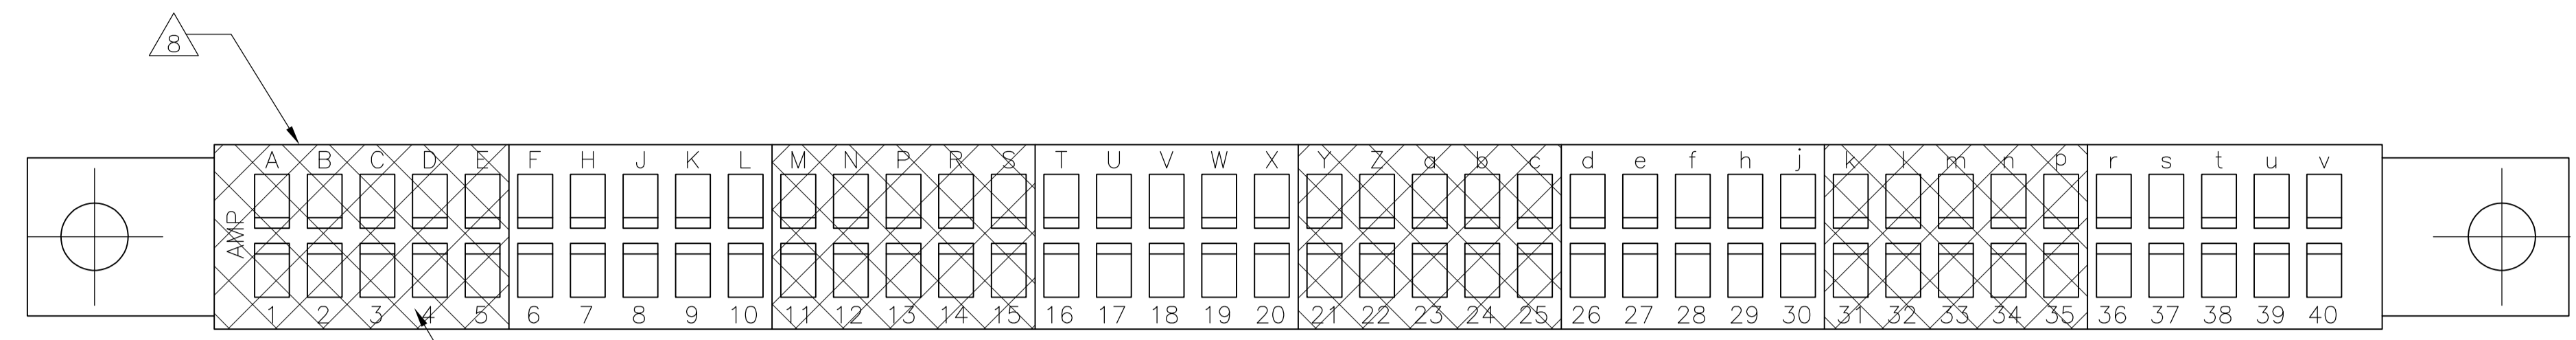 8
A B C D E F H J K L M N P R S T U V W X Y Z a b c d e f h j k l m n p r s t u v
AMP
1 2 3 4 5 6 7 8 9 10 11 12 13 14 15 16 17 18 19 20 21 22 23 24 25 26 27 28 29 30 31 32 33 34 35 36 37 38 39 40